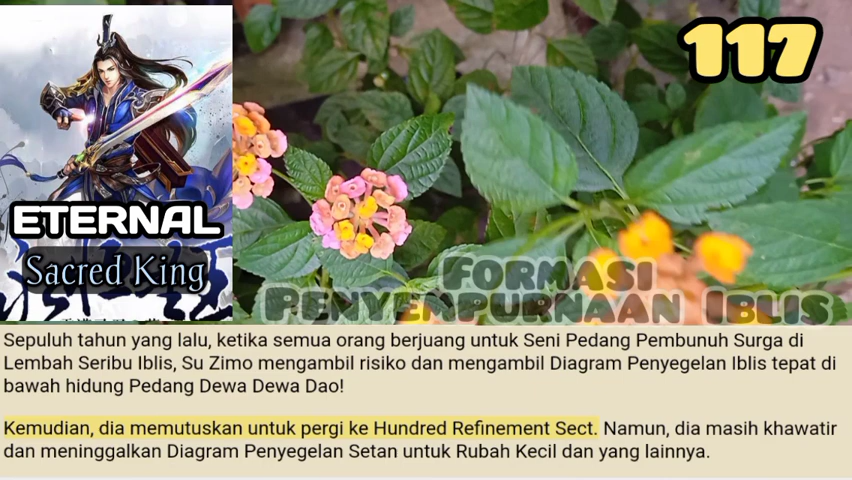 117
ETERNAL
Sacred King
FORMASI
PENYEMPURNAAN IBLIS
Sepuluh tahun yang lalu, ketika semua orang berjuang untuk Seni Pedang Pembunuh Surga di
Lembah Seribu Iblis, Su Zimo mengambil risiko dan mengambil Diagram Penyegelan Iblis tepat di
bawah hidung Pedang Dewa Dewa Dao!
Kemudian, dia memutuskan untuk pergi ke Hundred Refinement Sect. Namun, dia masih khawatir
dan meninggalkan Diagram Penyegelan Setan untuk Rubah Kecil dan yang lainnya.